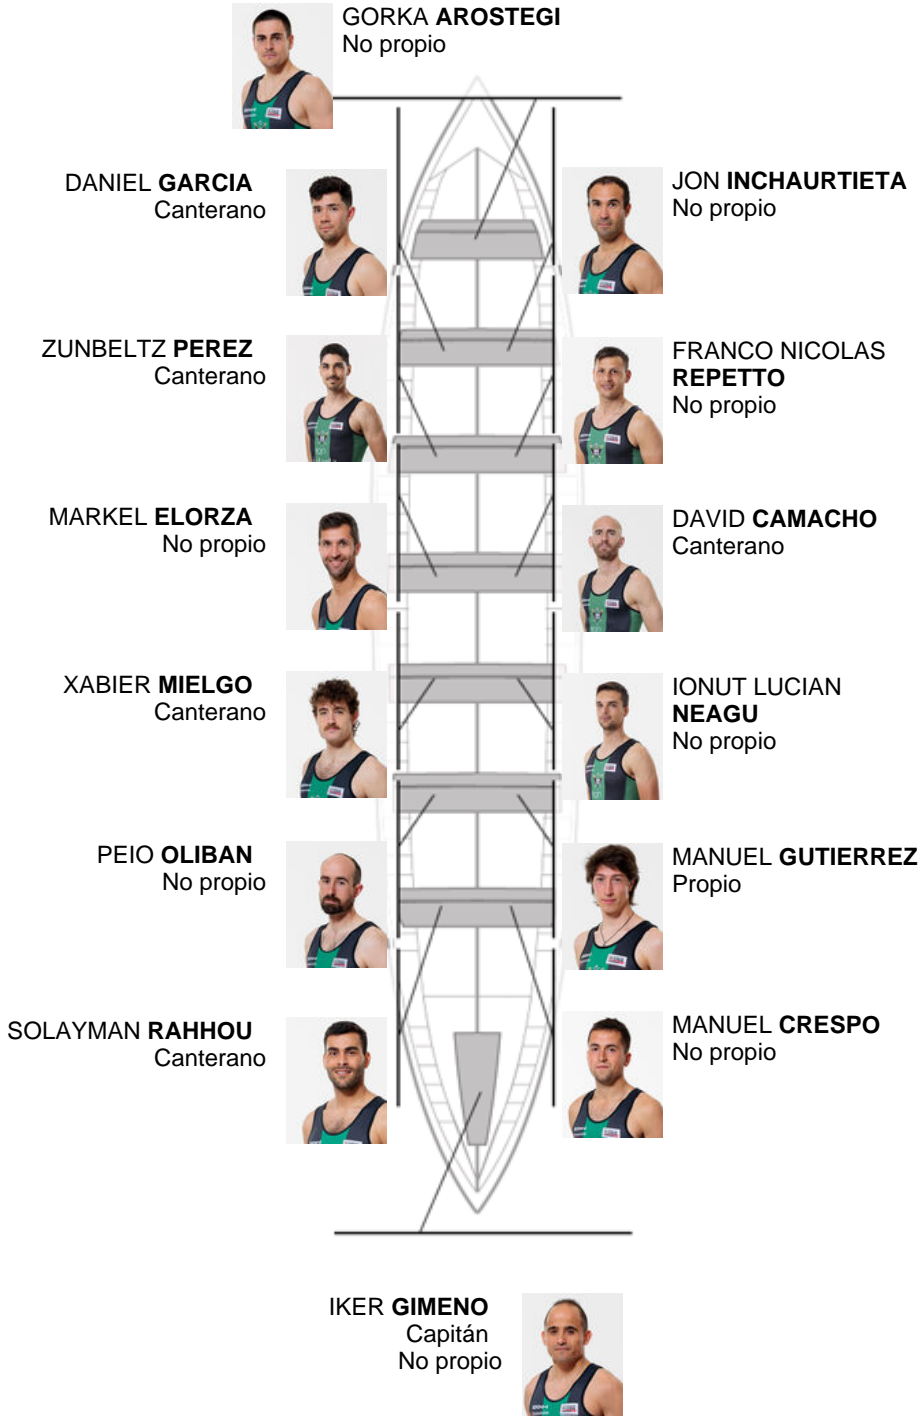 GORKA AROSTEGI
No propio
DANIEL GARCIA
Canterano
JON INCHAURTIETA
No propio
ZUNBELTZ PEREZ
Canterano
FRANCO NICOLAS
REPETTO
No propio
MARKEL ELORZA
No propio
DAVID CAMACHO
Canterano
XABIER MIELGO
Canterano
IONUT LUCIAN
NEAGU
No propio
PEIO OLIBAN
No propio
MANUEL GUTIERREZ
Propio
SOLAYMAN RAHHOU
Canterano
MANUEL CRESPO
No propio
IKER GIMENO
Capitán
No propio